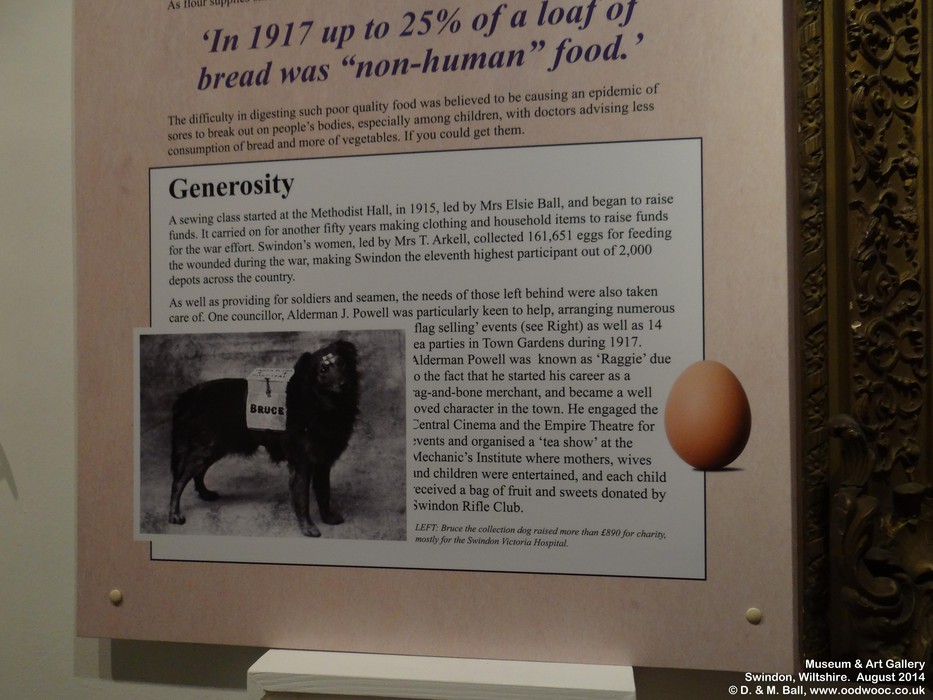 As flour supplies
‘In 1917 up to 25% of a loaf of
bread was “non-human” food.’
The difficulty in digesting such poor quality food was believed to be causing an epidemic of
sores to break out on people’s bodies, especially among children, with doctors advising less
consumption of bread and more of vegetables. If you could get them.
Generosity
A sewing class started at the Methodist Hall, in 1915, led by Mrs Elsie Ball, and began to raise
funds. It carried on for another fifty years making clothing and household items to raise funds
for the war effort. Swindon’s women, led by Mrs T. Arkell, collected 161,651 eggs for feeding
the wounded during the war, making Swindon the eleventh highest participant out of 2,000
depots across the country.
As well as providing for soldiers and seamen, the needs of those left behind were also taken
care of. One councillor, Alderman J. Powell was particularly keen to help, arranging numerous
flag selling’ events (see Right) as well as 14
ea parties in Town Gardens during 1917.
Alderman Powell was known as ‘Raggie’ due
o the fact that he started his career as a
ag-and-bone merchant, and became a well
oved character in the town. He engaged the
Central Cinema and the Empire Theatre for
events and organised a ‘tea show’ at the
Mechanic’s Institute where mothers, wives
and children were entertained, and each child
eceived a bag of fruit and sweets donated by
Swindon Rifle Club.
BRUCE
LEFT: Bruce the collection dog raised more than £890 for charity,
mostly for the Swindon Victoria Hospital.
Museum & Art Gallery
Swindon, Wiltshire. August 2014
© D. & M. Ball, www.oodwooc.co.uk